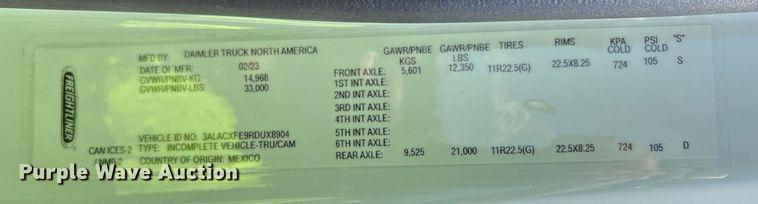 GAWR/PNBE GAWR/PNBE TIRES RIMS KPA PSI "S"
KGS LBS COLD COLD
MFD BY: DAIMLER TRUCK NORTH AMERICA
DATE OF MFR: 02/23
GVWR/PNBV-KG: 14,968
GVWR/PNBV-LBS: 33,000
FRONT AXLE: 5,601 12,350 11R22.5(G) 22.5X8.25 724 105 S
1ST INT AXLE:
2ND INT AXLE:
3RD INT AXLE:
4TH INT AXLE:
5TH INT AXLE:
6TH INT AXLE:
REAR AXLE: 9,525 21,000 11R22.5(G) 22.5X8.25 724 105 D
FREIGHTLINER
VEHICLE ID NO: 3ALACXFE9RDUX8904
CAN ICES-2 TYPE: INCOMPLETE VEHICLE-TRU/CAM
/NMB-2 COUNTRY OF ORIGIN: MEXICO
Purple Wave Auction